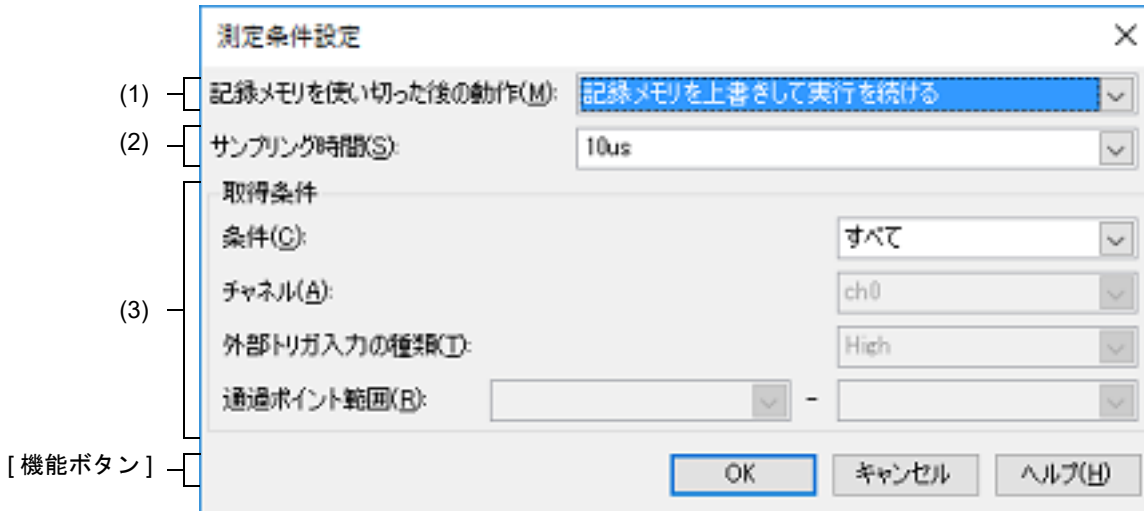 測定条件設定
(1) 記録メモリを使い切った後の動作(M): 記録メモリを上書きして実行を続ける
(2) サンプリング時間(S): 10us
取得条件
条件(C): すべて
チャネル(A): ch0
(3)
外部トリガ入力の種類(T): High
通過ポイント範囲(R): -
[機能ボタン] OK キャンセル ヘルプ(H)